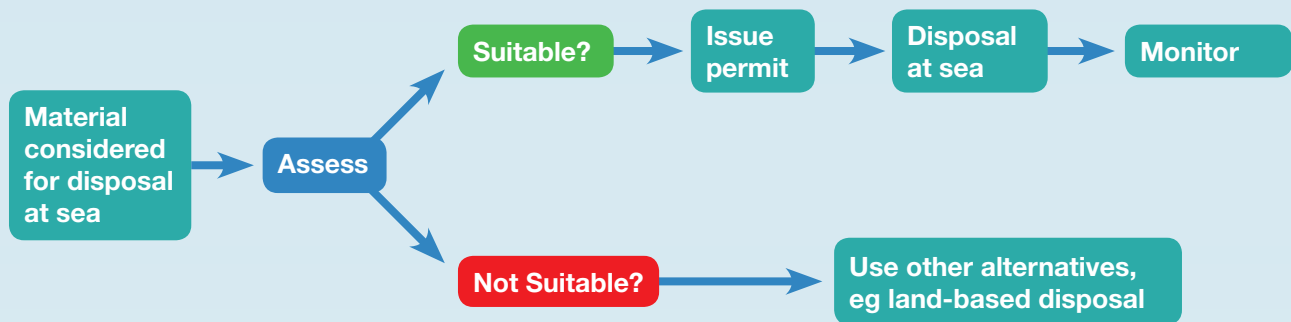 Material
considered
for disposal
at sea
Assess
Suitable?
Issue
permit
Disposal
at sea
Monitor
Not Suitable?
Use other alternatives,
eg land-based disposal